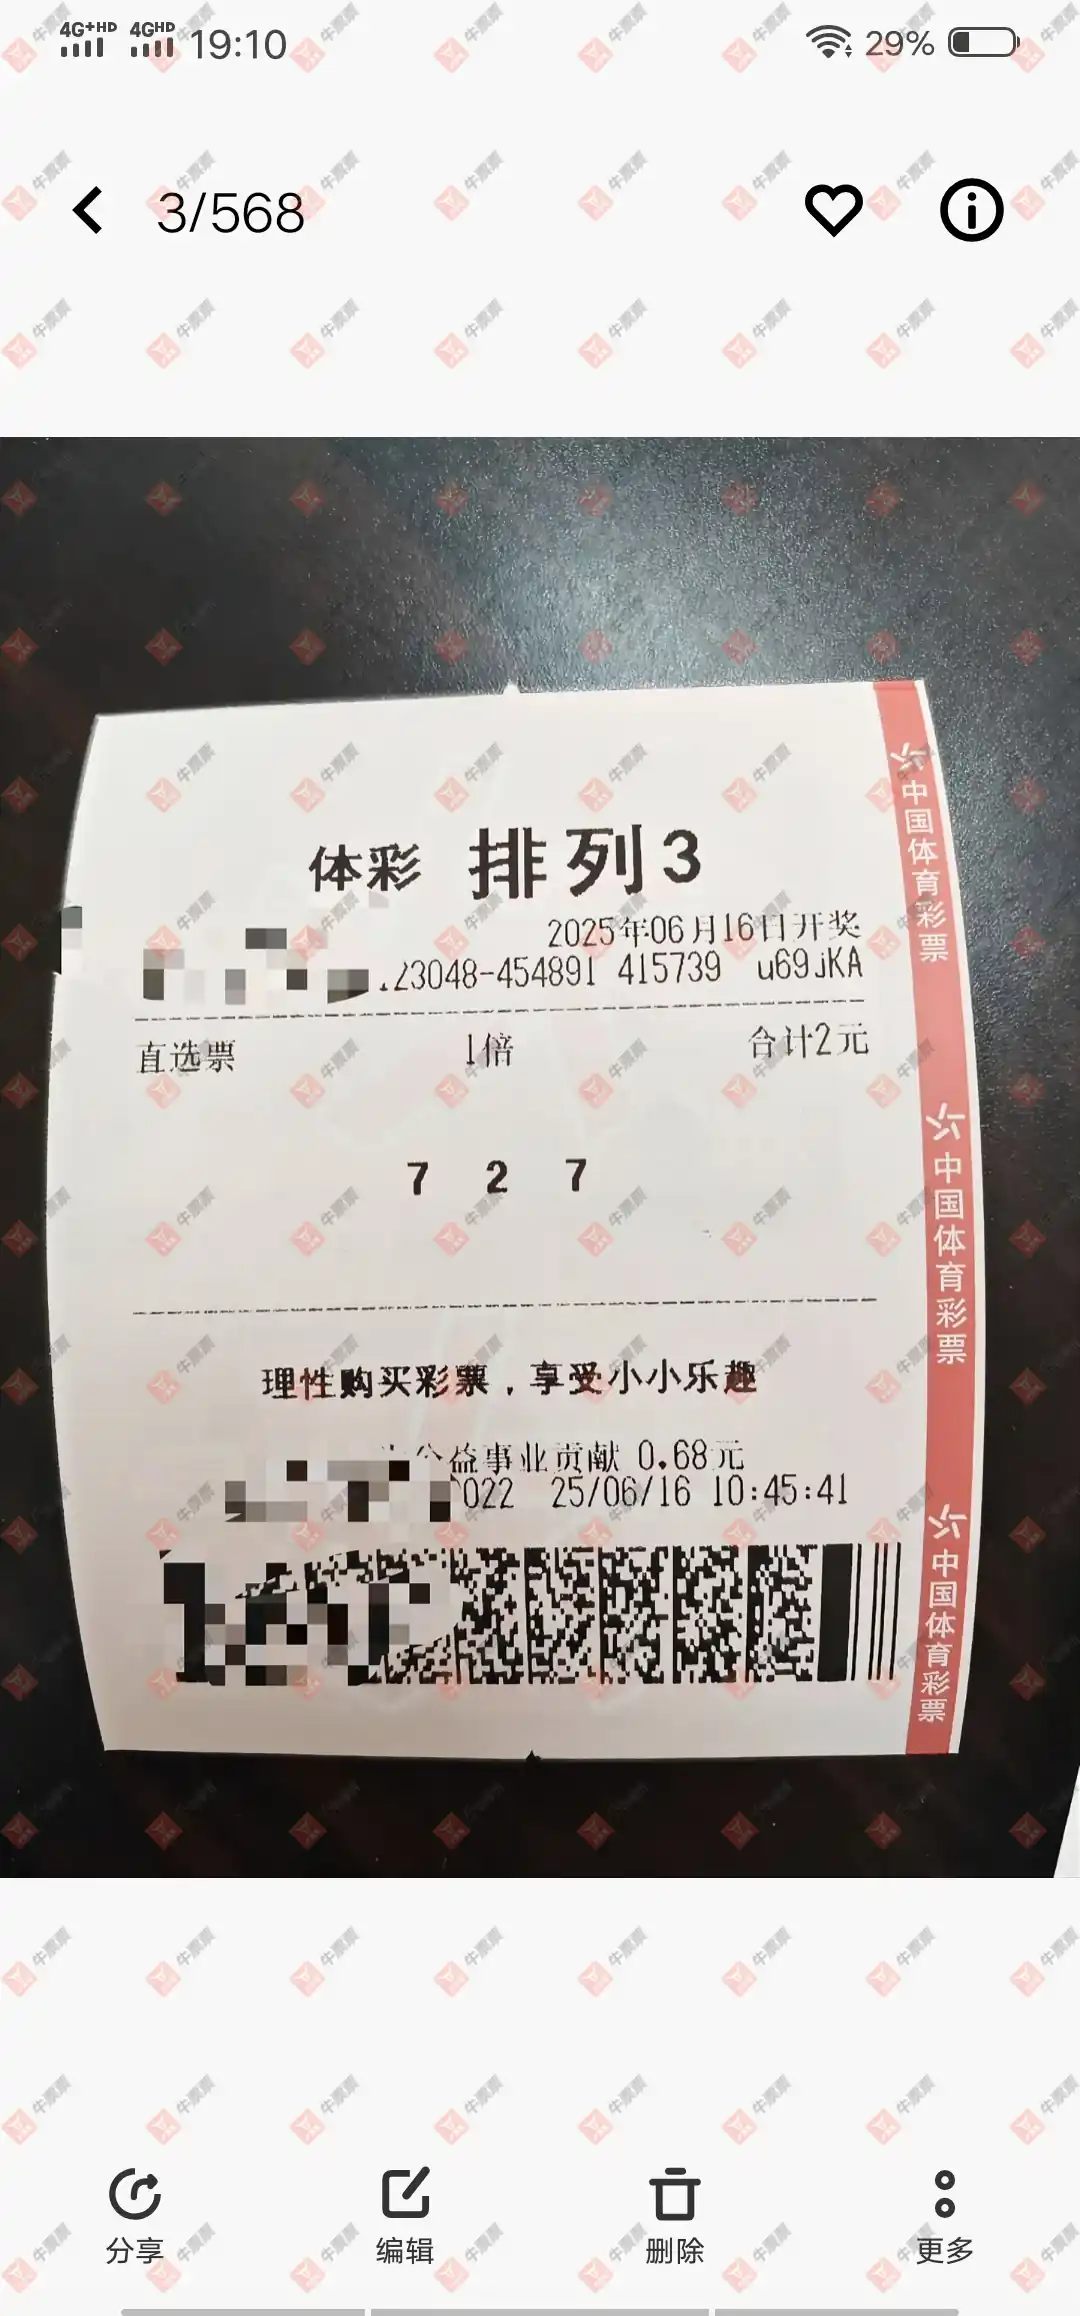 4G+HD 4GHD 19:10 29%
3/568
体彩 排列3
2025年06月16日开奖
23048-454891 415739 u69jKA
直选票 1倍 合计2元
7 2 7
理性购买彩票，享受小小乐趣
公益事业贡献 0.68元
022 25/06/16 10:45:41
中国体育彩票
中国体育彩票
中国体育彩票
分享 编辑 删除 更多
牛票票